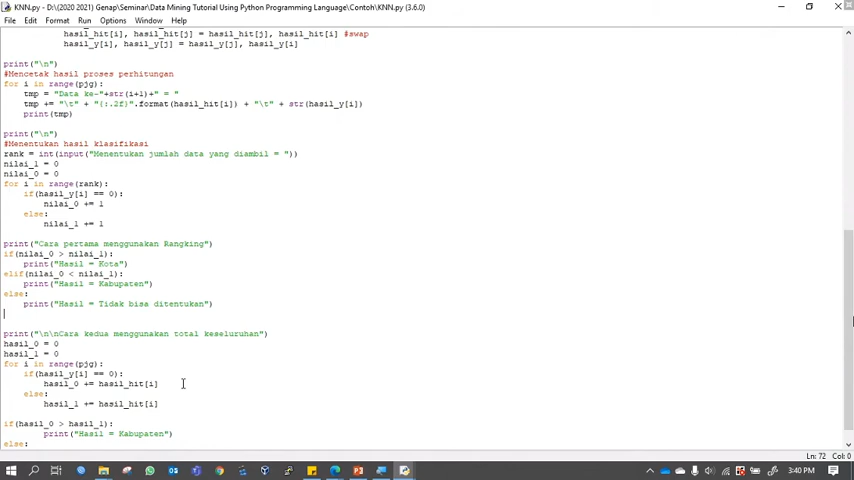 KNN.py - D:\(2020 2021) Genap\Seminar\Data Mining Tutorial Using Python Programming Language\Contoh\KNN.py (3.6.0)
File Edit Format Run Options Window Help
hasil_hit[i], hasil_hit[j] = hasil_hit[j], hasil_hit[i] #swap
hasil_y[i], hasil_y[j] = hasil_y[j], hasil_y[i]
print("\n")
#Mencetak hasil proses perhitungan
for i in range(pjg):
tmp = "Data ke-"+str(i+1)+" = "
tmp += "\t" + "{:.2f}".format(hasil_hit[i]) + "\t" + str(hasil_y[i])
print(tmp)
print("\n")
#Menentukan hasil klasifikasi
rank = int(input("Menentukan jumlah data yang diambil = "))
nilai_1 = 0
nilai_0 = 0
for i in range(rank):
if(hasil_y[i] == 0):
nilai_0 += 1
else:
nilai_1 += 1
print("Cara pertama menggunakan Rangking")
if(nilai_0 > nilai_1):
print("Hasil = Kota")
elif(nilai_0 < nilai_1):
print("Hasil = Kabupaten")
else:
print("Hasil = Tidak bisa ditentukan")
print("\n\nCara kedua menggunakan total keseluruhan")
hasil_0 = 0
hasil_1 = 0
for i in range(pjg):
if(hasil_y[i] == 0):
hasil_0 += hasil_hit[i]
else:
hasil_1 += hasil_hit[i]
if(hasil_0 > hasil_1):
print("Hasil = Kabupaten")
else:
Ln: 72 Col: 0
3:40 PM